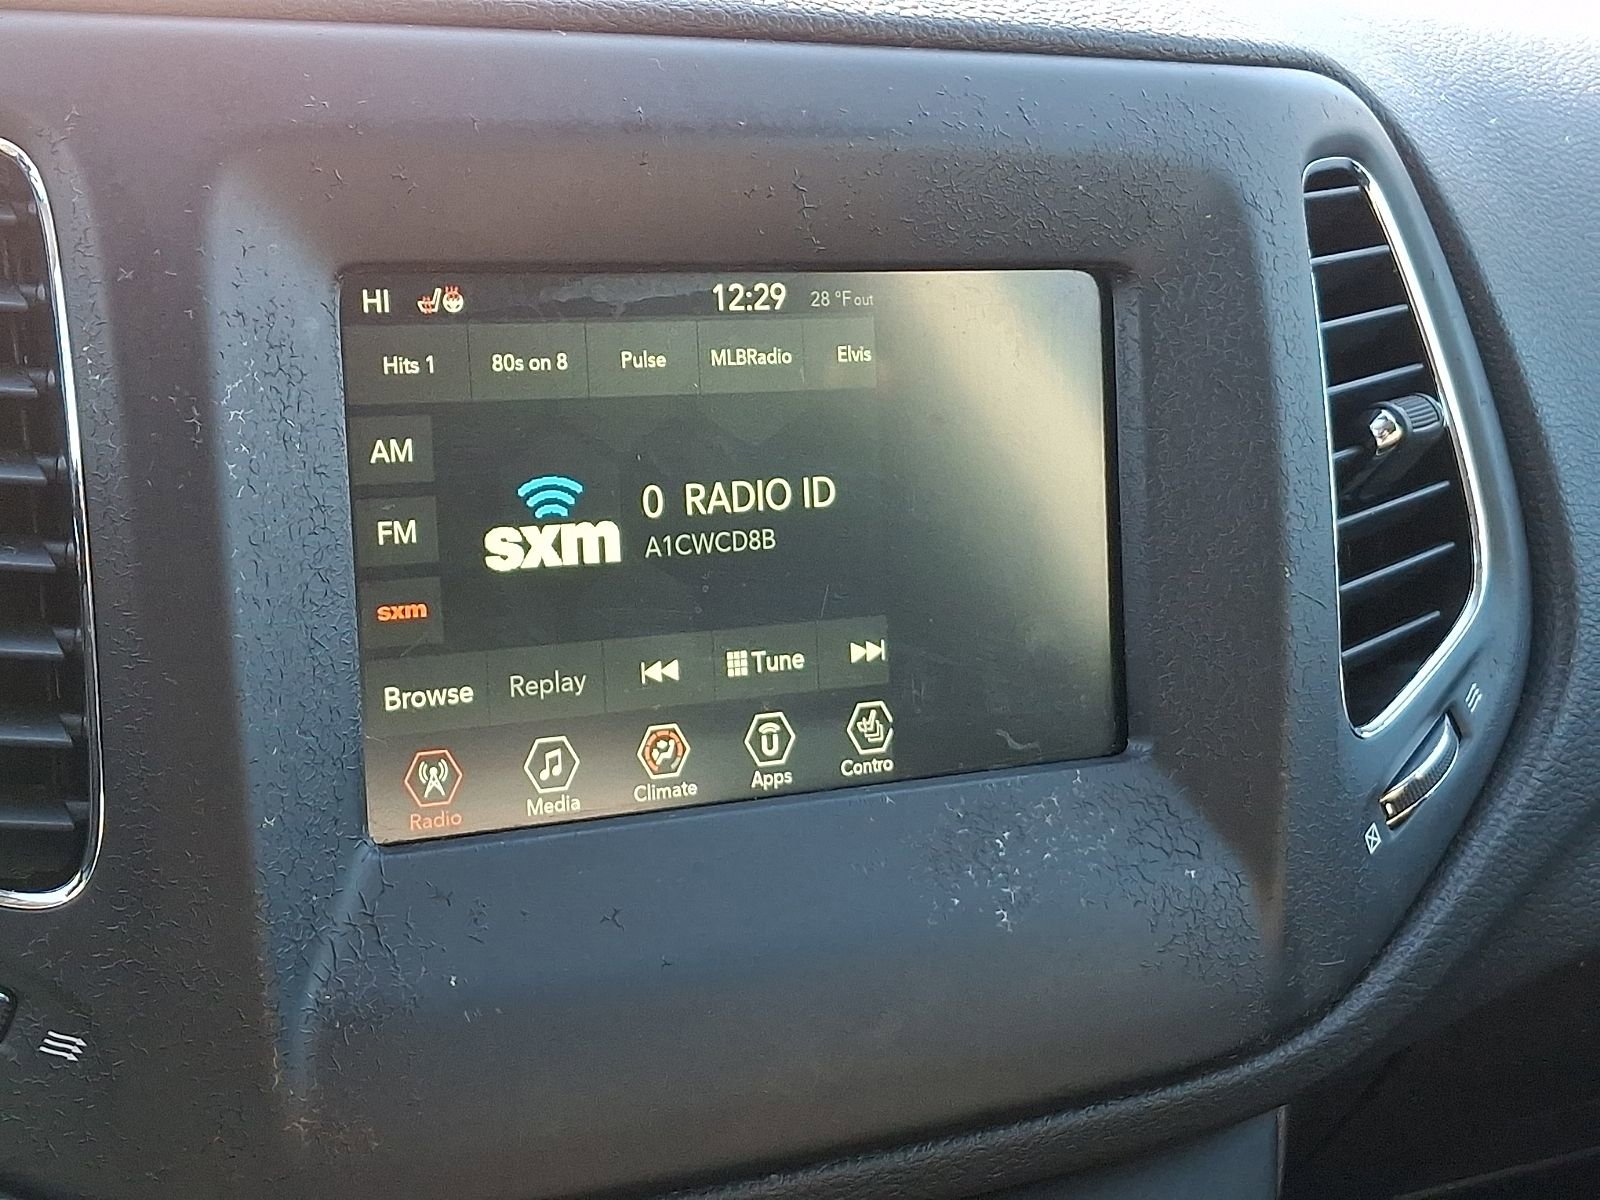 HI 12:29 28 °F out
Hits 1 80s on 8 Pulse MLBRadio Elvis
AM
FM
sxm
sxm
0 RADIO ID
A1CWCD8B
Browse Replay Tune
Radio Media Climate Apps Contro